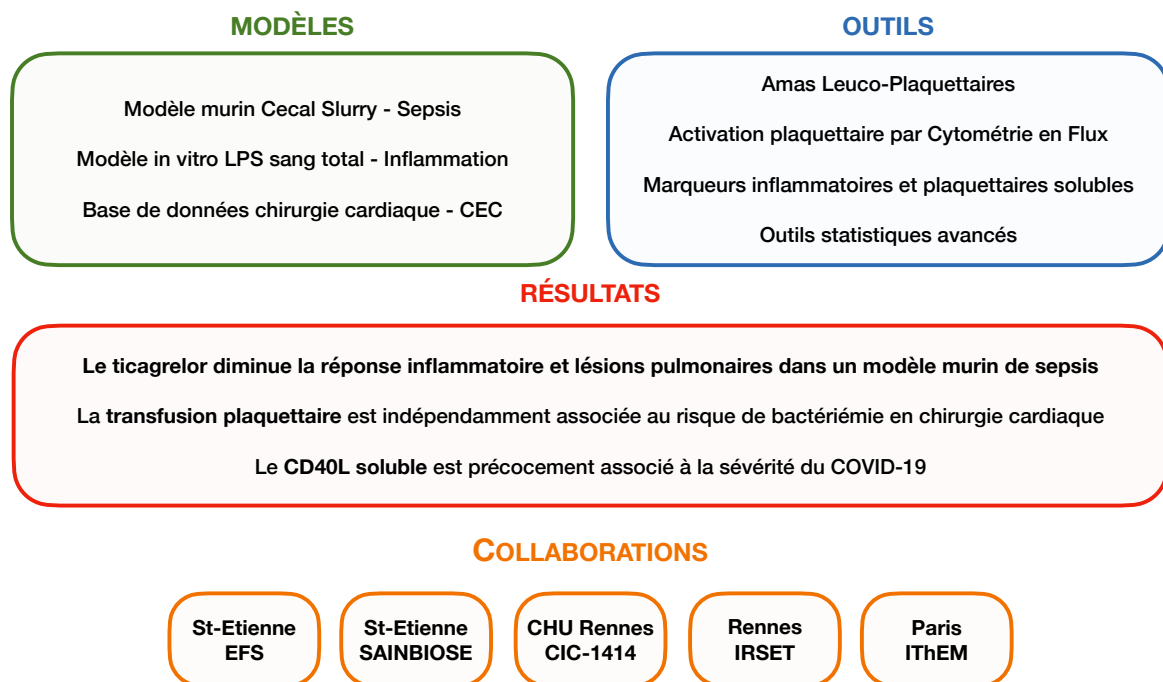 MODÈLES
Modèle murin Cecal Slurry - Sepsis
Modèle in vitro LPS sang total - Inflammation
Base de données chirurgie cardiaque - CEC
OUTILS
Amas Leuco-Plaquettaires
Activation plaquettaire par Cytométrie en Flux
Marqueurs inflammatoires et plaquettaires solubles
Outils statistiques avancés
RÉSULTATS
Le ticagrelor diminue la réponse inflammatoire et lésions pulmonaires dans un modèle murin de sepsis
La transfusion plaquettaire est indépendamment associée au risque de bactériémie en chirurgie cardiaque
Le CD40L soluble est précocement associé à la sévérité du COVID-19
COLLABORATIONS
St-Etienne
EFS
St-Etienne
SAINBIOSE
CHU Rennes
CIC-1414
Rennes
IRSET
Paris
IThEM